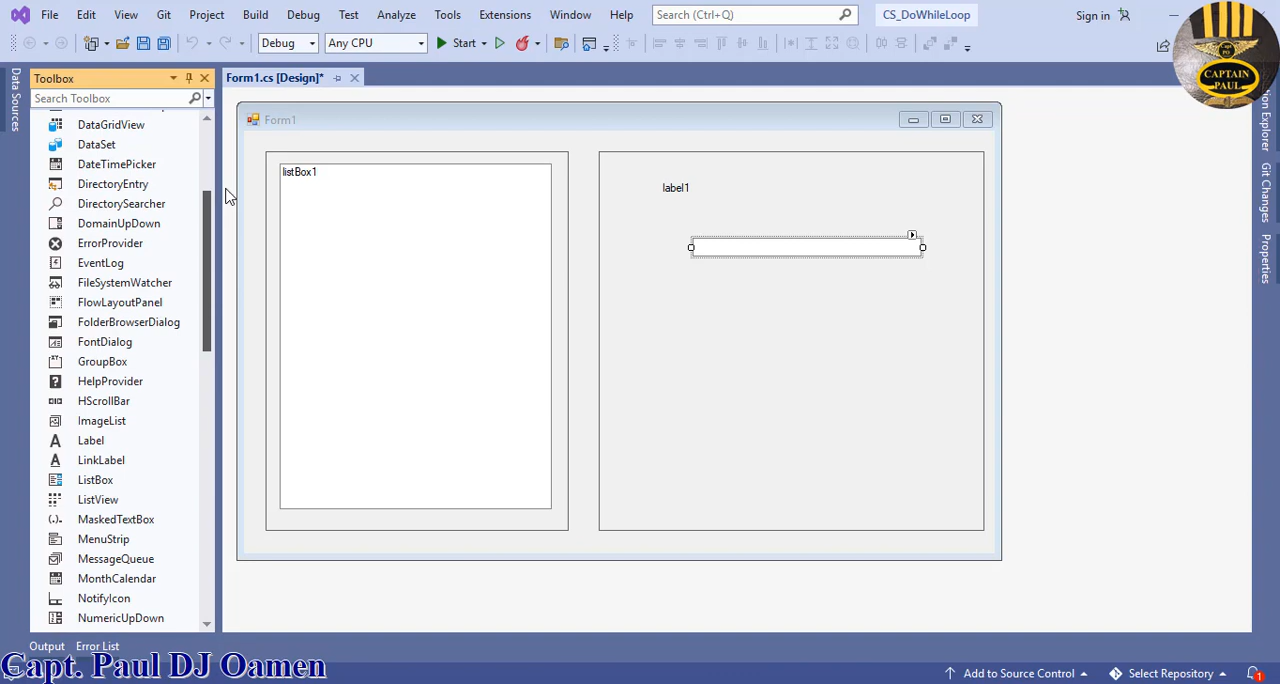 File Edit View Git Project Build Debug Test Analyze Tools Extensions Window Help Search (Ctrl+Q) CS_DoWhileLoop Sign in
Debug Any CPU Start
CAPTAIN
PAUL
Toolbox
Form1.cs [Design]*
Search Toolbox
Data Sources
DataGridView
DataSet
DateTimePicker
DirectoryEntry
DirectorySearcher
DomainUpDown
ErrorProvider
EventLog
FileSystemWatcher
FlowLayoutPanel
FolderBrowserDialog
FontDialog
GroupBox
HelpProvider
HScrollBar
ImageList
Label
LinkLabel
ListBox
ListView
MaskedTextBox
MenuStrip
MessageQueue
MonthCalendar
NotifyIcon
NumericUpDown
Form1
listBox1
label1
Explorer
Git Changes
Properties
Output Error List
Capt. Paul DJ Oamen
Add to Source Control Select Repository 1